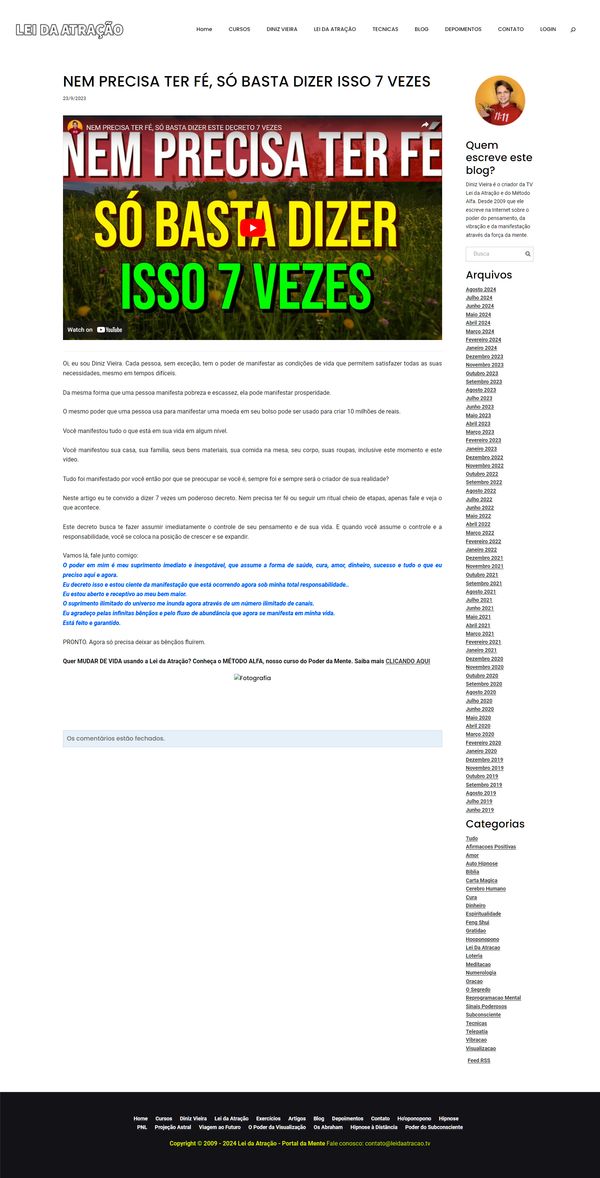 LEI DA ATRAÇÃO
Home CURSOS DINIZ VIEIRA LEI DA ATRAÇÃO TECNICAS BLOG DEPOIMENTOS CONTATO LOGIN
NEM PRECISA TER FÉ, SÓ BASTA DIZER ISSO 7 VEZES
23/9/2023
NEM PRECISA TER FÉ, SÓ BASTA DIZER ESTE DECRETO 7 VEZES
NEM PRECISA TER FÉ
SÓ BASTA DIZER
ISSO 7 VEZES
Watch on YouTube
Oi, eu sou Diniz Vieira. Cada pessoa, sem exceção, tem o poder de manifestar as condições de vida que permitem satisfazer todas as suas
necessidades, mesmo em tempos difíceis.
Da mesma forma que uma pessoa manifesta pobreza e escassez, ela pode manifestar prosperidade.
O mesmo poder que uma pessoa usa para manifestar uma moeda em seu bolso pode ser usado para criar 10 milhões de reais.
Você manifestou tudo o que está em sua vida em algum nível.
Você manifestou sua casa, sua família, seus bens materiais, sua comida na mesa, seu corpo, suas roupas, inclusive este momento e este
vídeo.
Tudo foi manifestado por você então por que se preocupar se você é, sempre foi e sempre será o criador de sua realidade?
Neste artigo eu te convido a dizer 7 vezes um poderoso decreto. Nem precisa ter fé ou seguir um ritual cheio de etapas, apenas fale e veja o
que acontece.
Este decreto busca te fazer assumir imediatamente o controle de seu pensamento e de sua vida. E quando você assume o controle e a
responsabilidade, você se coloca na posição de crescer e se expandir.
Vamos lá, fale junto comigo:
O poder em mim é meu suprimento imediato e inesgotável, que assume a forma de saúde, cura, amor, dinheiro, sucesso e tudo o que eu
preciso aqui e agora.
Eu decreto isso e estou ciente da manifestação que está ocorrendo agora sob minha total responsabilidade..
Eu estou aberto e receptivo ao meu bem maior.
O suprimento ilimitado do universo me inunda agora através de um número ilimitado de canais.
Eu agradeço pelas infinitas bênçãos e pelo fluxo de abundância que agora se manifesta em minha vida.
Está feito e garantido.
PRONTO. Agora só precisa deixar as bênçãos fluírem.
Quer MUDAR DE VIDA usando a Lei da Atração? Conheça o MÉTODO ALFA, nosso curso do Poder da Mente. Saiba mais CLICANDO AQUI
Fotografia
Os comentários estão fechados.
11:11
Quem
escreve este
blog?
Diniz Vieira é o criador da TV
Lei da Atração e do Método
Alfa. Desde 2009 que ele
escreve na Internet sobre o
poder do pensamento, da
vibração e da manifestação
através da força da mente.
Busca
Arquivos
Agosto 2024
Julho 2024
Junho 2024
Maio 2024
Abril 2024
Março 2024
Fevereiro 2024
Janeiro 2024
Dezembro 2023
Novembro 2023
Outubro 2023
Setembro 2023
Agosto 2023
Julho 2023
Junho 2023
Maio 2023
Abril 2023
Março 2023
Fevereiro 2023
Janeiro 2023
Dezembro 2022
Novembro 2022
Outubro 2022
Setembro 2022
Agosto 2022
Julho 2022
Junho 2022
Maio 2022
Abril 2022
Março 2022
Fevereiro 2022
Janeiro 2022
Dezembro 2021
Novembro 2021
Outubro 2021
Setembro 2021
Agosto 2021
Julho 2021
Junho 2021
Maio 2021
Abril 2021
Março 2021
Fevereiro 2021
Janeiro 2021
Dezembro 2020
Novembro 2020
Outubro 2020
Setembro 2020
Agosto 2020
Julho 2020
Junho 2020
Maio 2020
Abril 2020
Março 2020
Fevereiro 2020
Janeiro 2020
Dezembro 2019
Novembro 2019
Outubro 2019
Setembro 2019
Agosto 2019
Julho 2019
Junho 2019
Categorias
Tudo
Afirmacoes Positivas
Amor
Auto Hipnose
Biblia
Carta Magica
Cerebro Humano
Cura
Dinheiro
Espiritualidade
Feng Shui
Gratidao
Hooponopono
Lei Da Atracao
Loteria
Meditacao
Numerologia
Oracao
O Segredo
Reprogramacao Mental
Sinais Poderosos
Subconsciente
Tecnicas
Telepatia
Vibracao
Visualizacao
Feed RSS
Home Cursos Diniz Vieira Lei da Atração Exercícios Artigos Blog Depoimentos Contato Ho'oponopono Hipnose
PNL Projeção Astral Viagem ao Futuro O Poder da Visualização Os Abraham Hipnose à Distância Poder do Subconsciente
Copyright © 2009 - 2024 Lei da Atração - Portal da Mente Fale conosco: contato@leidaatracao.tv